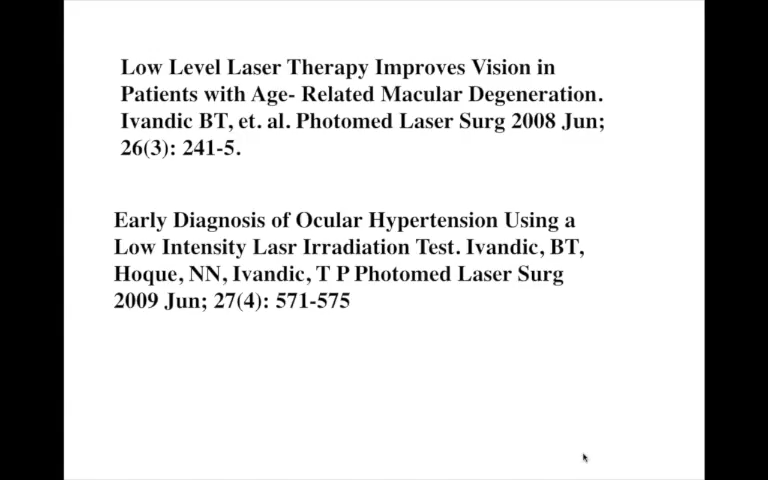 Low Level Laser Therapy Improves Vision in
Patients with Age- Related Macular Degeneration.
Ivandic BT, et. al. Photomed Laser Surg 2008 Jun;
26(3): 241-5.
Early Diagnosis of Ocular Hypertension Using a
Low Intensity Lasr Irradiation Test. Ivandic, BT,
Hoque, NN, Ivandic, T P Photomed Laser Surg
2009 Jun; 27(4): 571-575